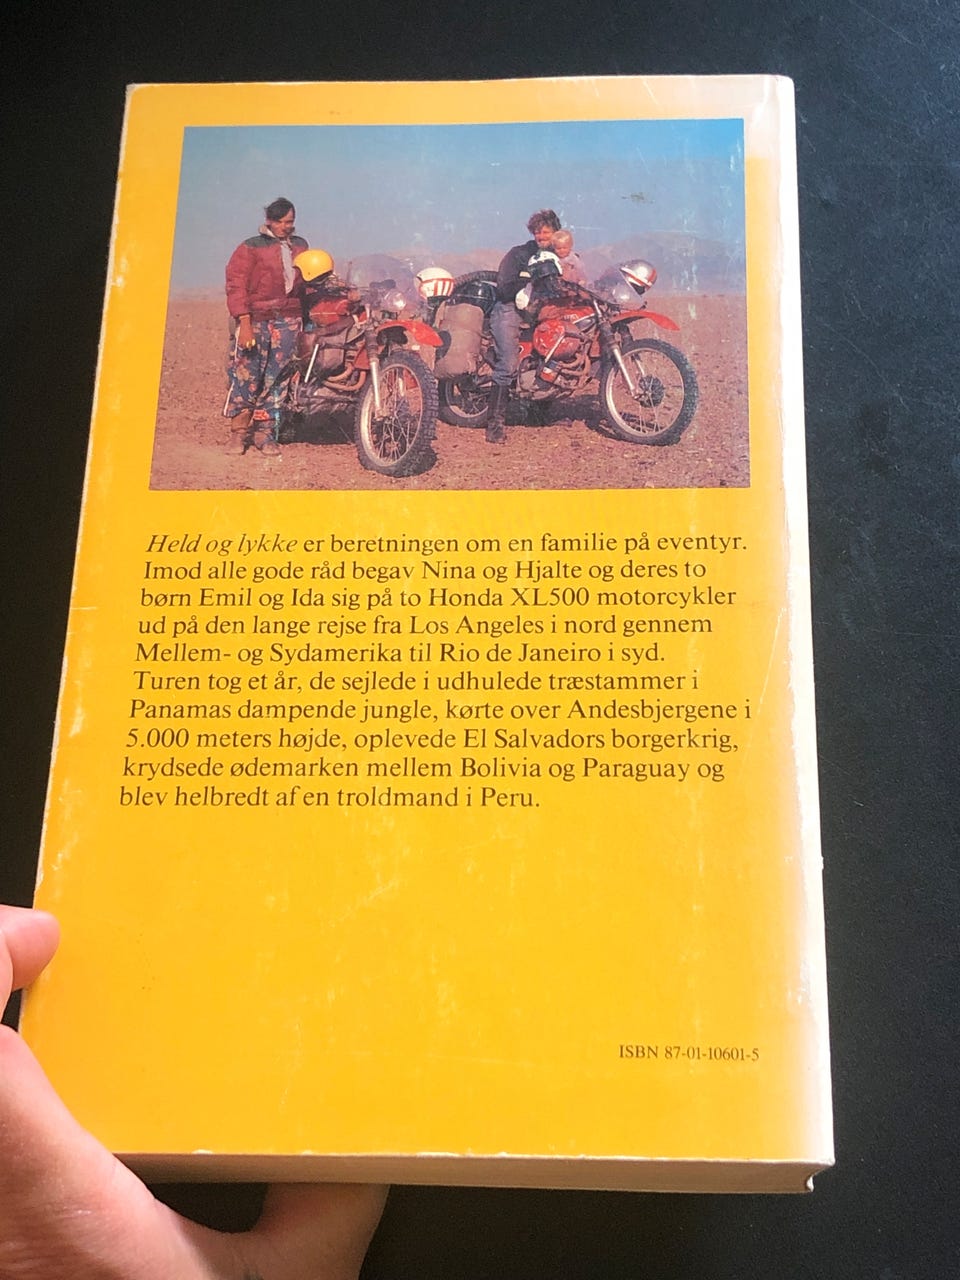 Held og lykke er beretningen om en familie på eventyr.
Imod alle gode råd begav Nina og Hjalte og deres to
børn Emil og Ida sig på to Honda XL500 motorcykler
ud på den lange rejse fra Los Angeles i nord gennem
Mellem- og Sydamerika til Rio de Janeiro i syd.
Turen tog et år, de sejlede i udhulede træstammer i
Panamas dampende jungle, kørte over Andesbjergene i
5.000 meters højde, oplevede El Salvadors borgerkrig,
krydsede ødemarken mellem Bolivia og Paraguay og
blev helbredt af en troldmand i Peru.
ISBN 87-01-10601-5